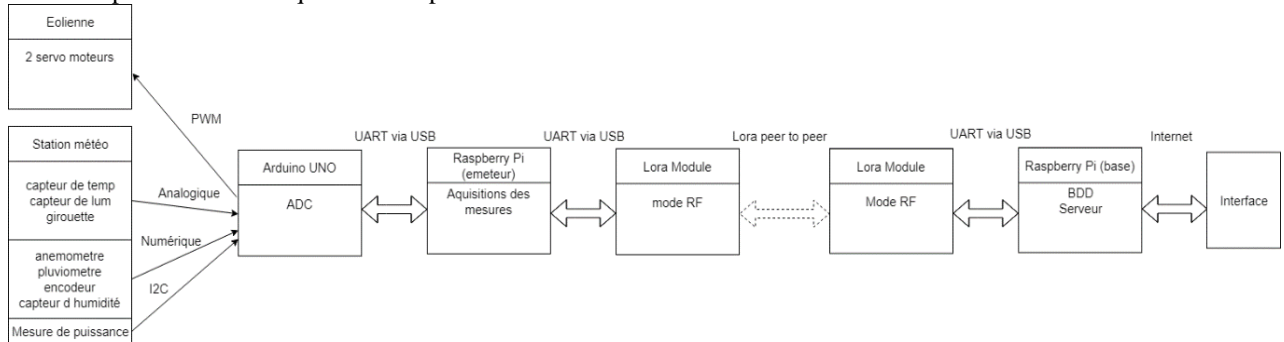 Eolienne
2 servo moteurs
PWM
Station météo
capteur de temp
capteur de lum
girouette
Analogique
Numérique
anemomètre
pluviomètre
encodeur
capteur d humidité
I2C
Mesure de puissance
Arduino UNO
ADC
UART via USB
Raspberry Pi
(emeteur)
Aquisitions des
mesures
UART via USB
Lora Module
mode RF
Lora peer to peer
Lora Module
Mode RF
UART via USB
Raspberry Pi (base)
BDD
Serveur
Internet
Interface